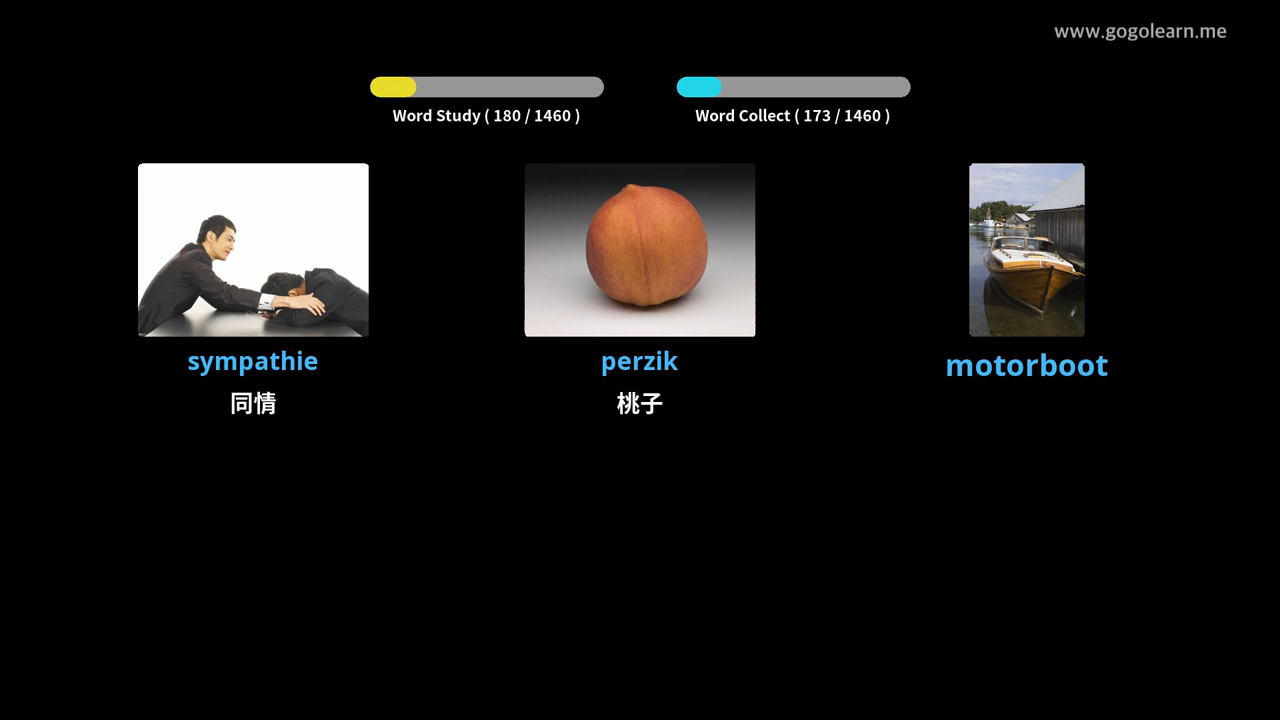 www.gogolearn.me
Word Study ( 180 / 1460 )
Word Collect ( 173 / 1460 )
sympathie
同情
perzik
桃子
motorboot